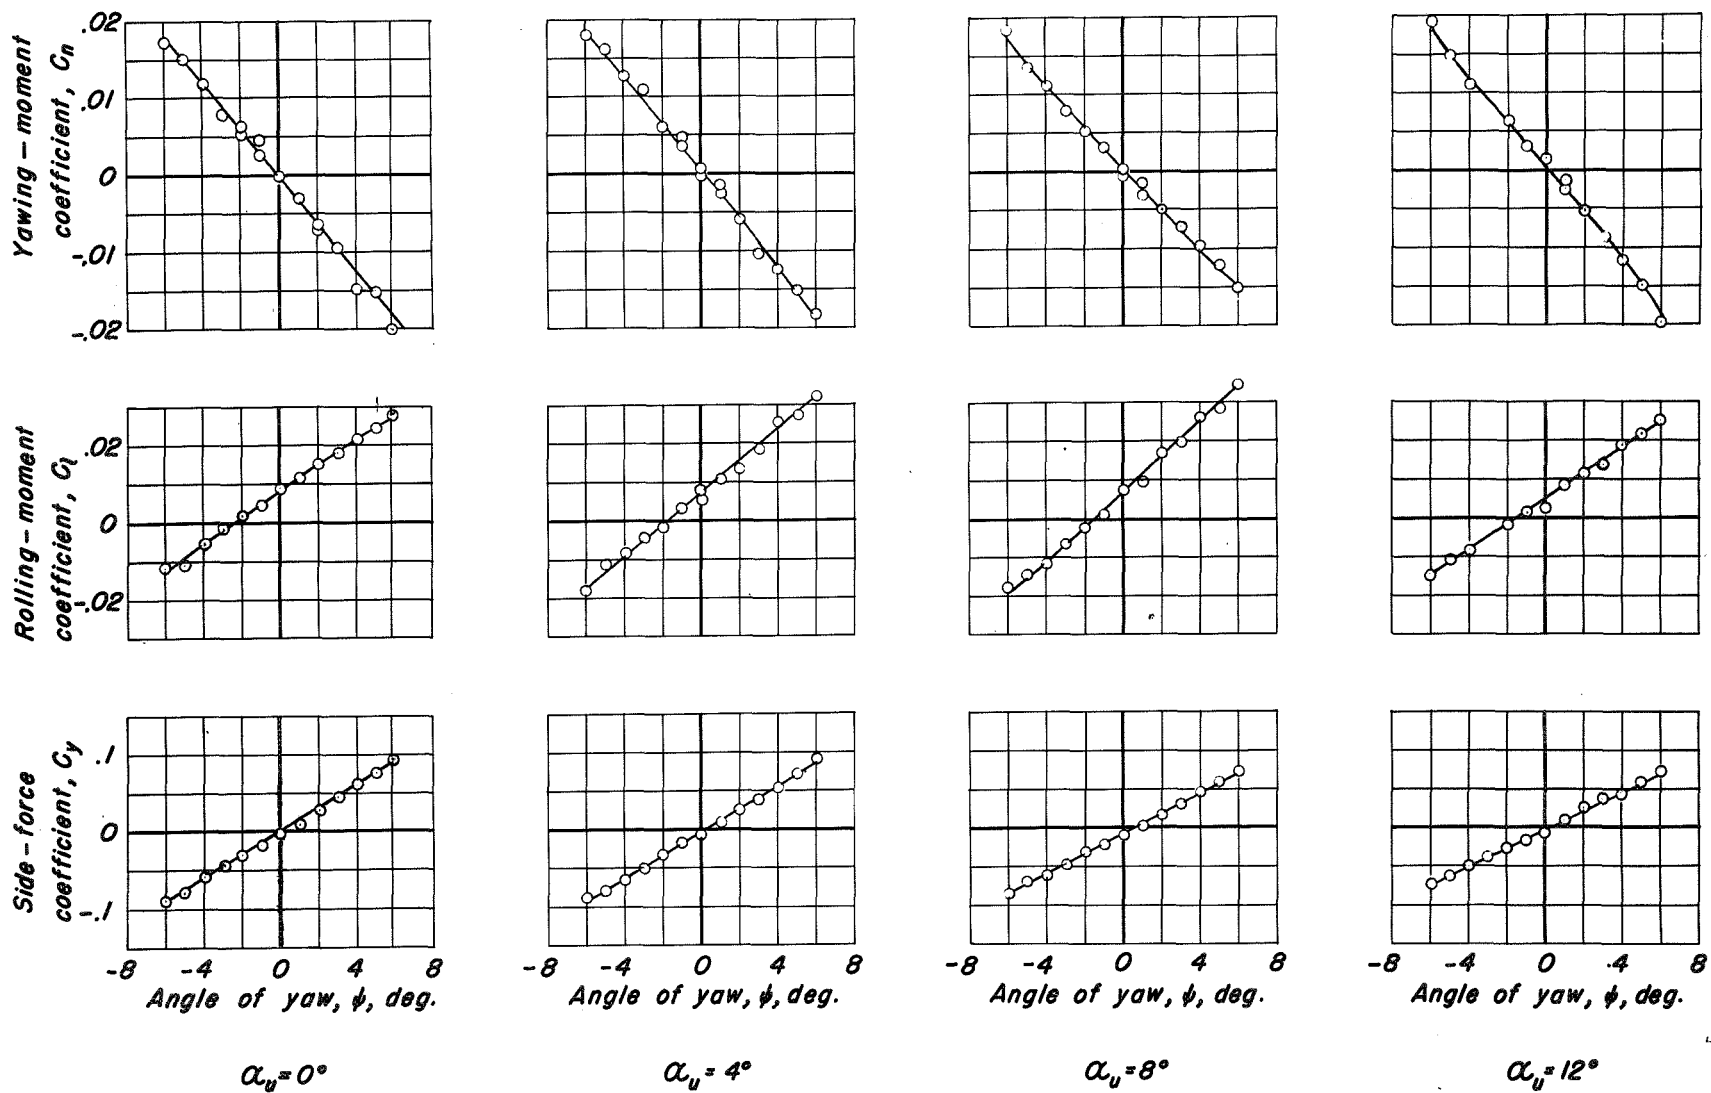 Yawing-moment
coefficient, Cn
.02
.01
0
-.01
-.02
Rolling-moment
coefficient, Cl
.02
0
-.02
Side-force
coefficient, Cy
.1
0
-.1
-8 -4 0 4 8
-8 -4 0 4 8
-8 -4 0 4 8
-8 -4 0 4 8
Angle of yaw, ψ, deg.
Angle of yaw, ψ, deg.
Angle of yaw, ψ, deg.
Angle of yaw, ψ, deg.
αu=0°
αu=4°
αu=8°
αu=12°